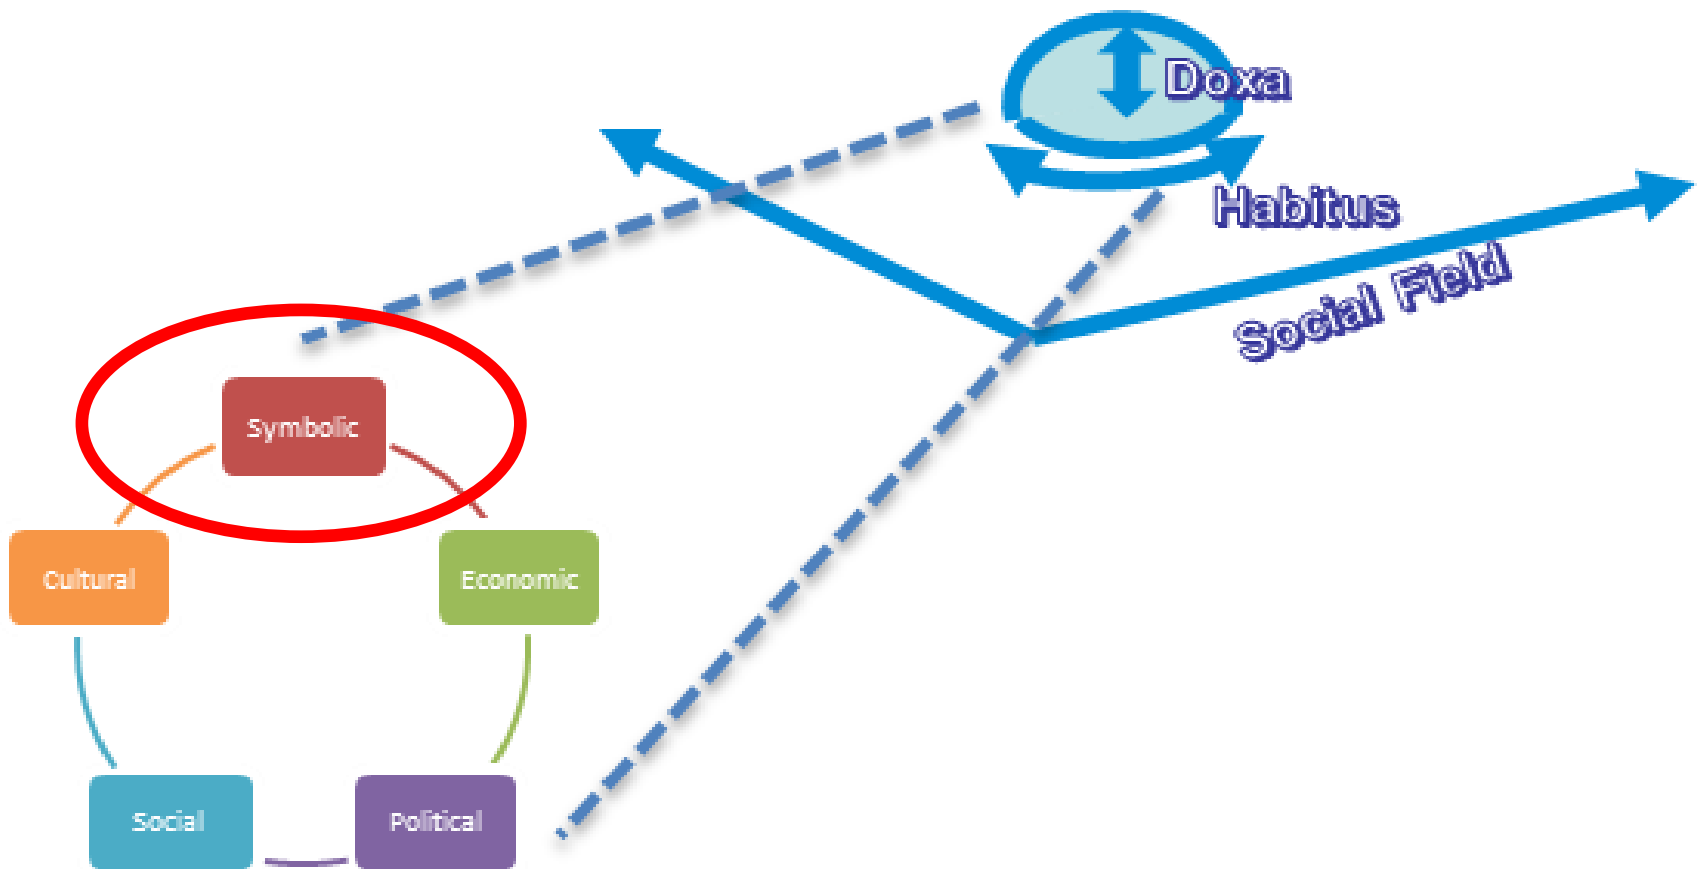 Doxa
Habitus
Social Field
Symbolic
Cultural
Economic
Social
Political